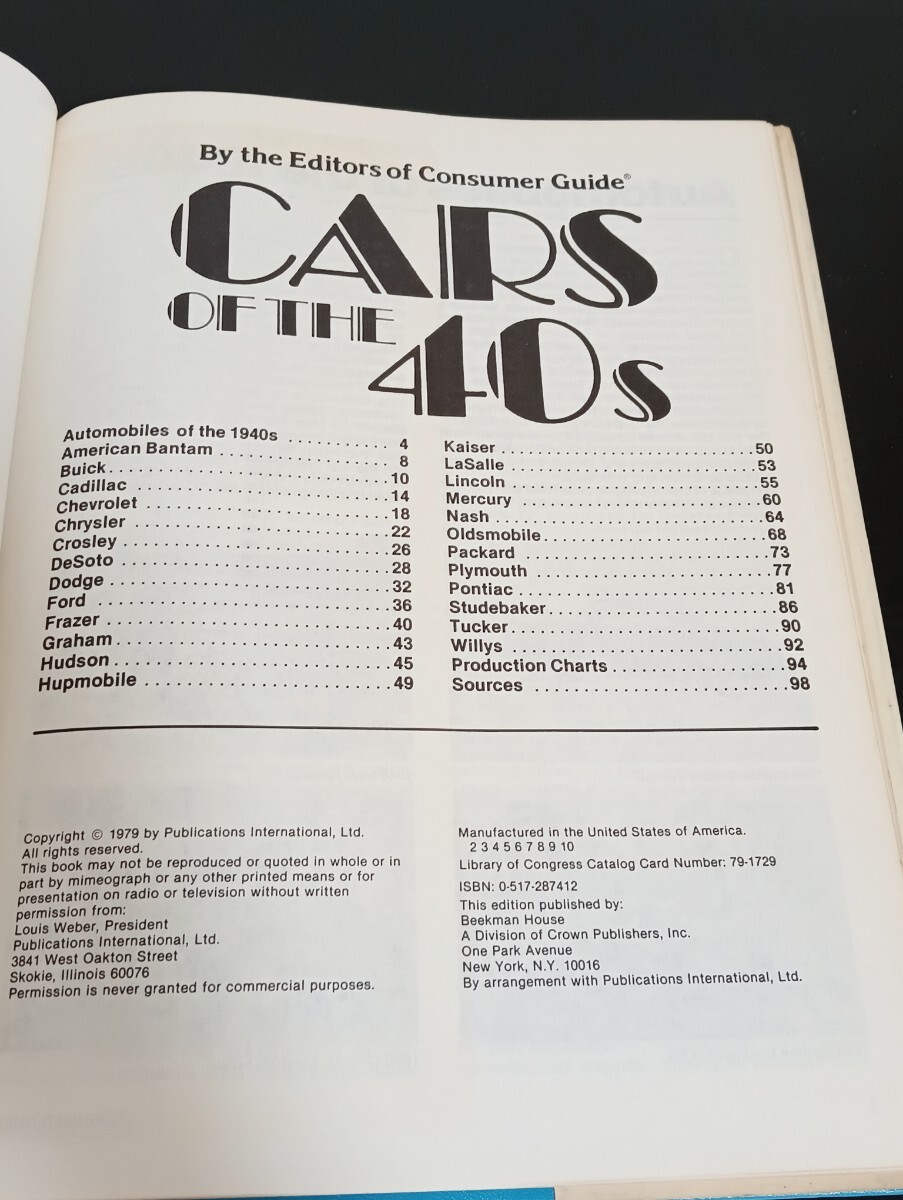 By the Editors of Consumer Guide®
CARS
OF THE
40s
Automobiles of the 1940s .......... 4
American Bantam .................. 8
Buick ............................ 10
Cadillac ......................... 14
Chevrolet ........................ 18
Chrysler ......................... 22
Crosley .......................... 26
DeSoto ........................... 28
Dodge ............................ 32
Ford ............................. 36
Frazer ........................... 40
Graham ........................... 43
Hudson ........................... 45
Hupmobile ........................ 49
Kaiser ........................... 50
LaSalle .......................... 53
Lincoln .......................... 55
Mercury .......................... 60
Nash ............................. 64
Oldsmobile ....................... 68
Packard .......................... 73
Plymouth ......................... 77
Pontiac .......................... 81
Studebaker ....................... 86
Tucker ........................... 90
Willys ........................... 92
Production Charts ................ 94
Sources .......................... 98
Copyright © 1979 by Publications International, Ltd.
All rights reserved.
This book may not be reproduced or quoted in whole or in
part by mimeograph or any other printed means or for
presentation on radio or television without written
permission from:
Louis Weber, President
Publications International, Ltd.
3841 West Oakton Street
Skokie, Illinois 60076
Permission is never granted for commercial purposes.
Manufactured in the United States of America.
2 3 4 5 6 7 8 9 10
Library of Congress Catalog Card Number: 79-1729
ISBN: 0-517-287412
This edition published by:
Beekman House
A Division of Crown Publishers, Inc.
One Park Avenue
New York, N.Y. 10016
By arrangement with Publications International, Ltd.